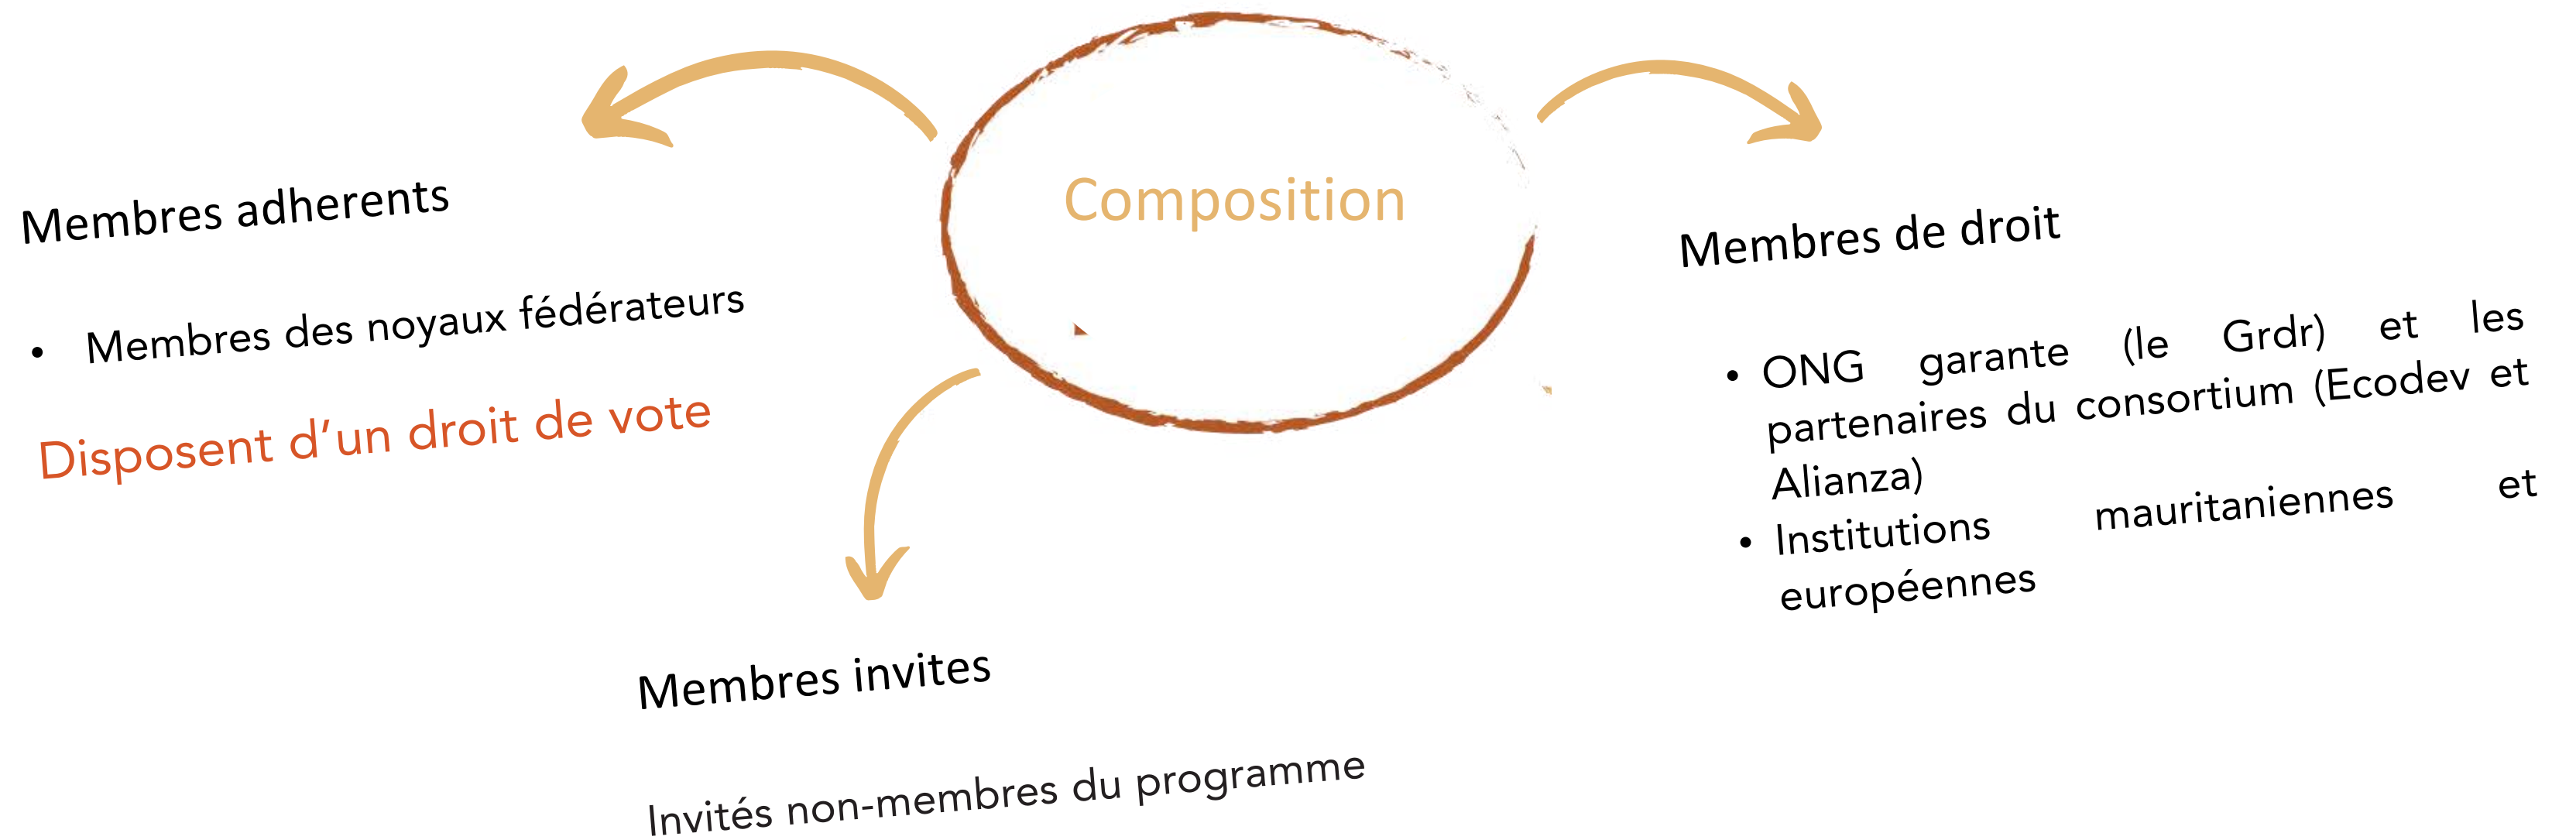 Composition
Membres adherents
• Membres des noyaux fédérateurs
Disposent d’un droit de vote
Membres invites
Invités non-membres du programme
Membres de droit
• ONG garante (le Grdr) et les
partenaires du consortium (Ecodev et
Alianza)
• Institutions mauritaniennes et
européennes